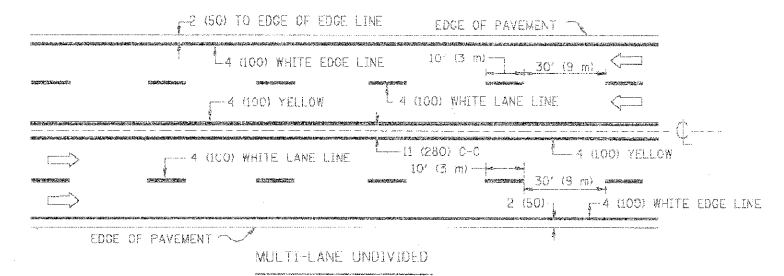 2 (50) TO EDGE OF EDGE LINE
EDGE OF PAVEMENT
4 (100) WHITE EDGE LINE
10' (3 m)
30' (9 m)
4 (100) YELLOW
4 (100) WHITE LANE LINE
℄
4 (100) WHITE LANE LINE
11 (280) C-C
4 (100) YELLOW
10' (3 m)
30' (9 m)
2 (50)
4 (100) WHITE EDGE LINE
EDGE OF PAVEMENT
MULTI-LANE UNDIVIDED